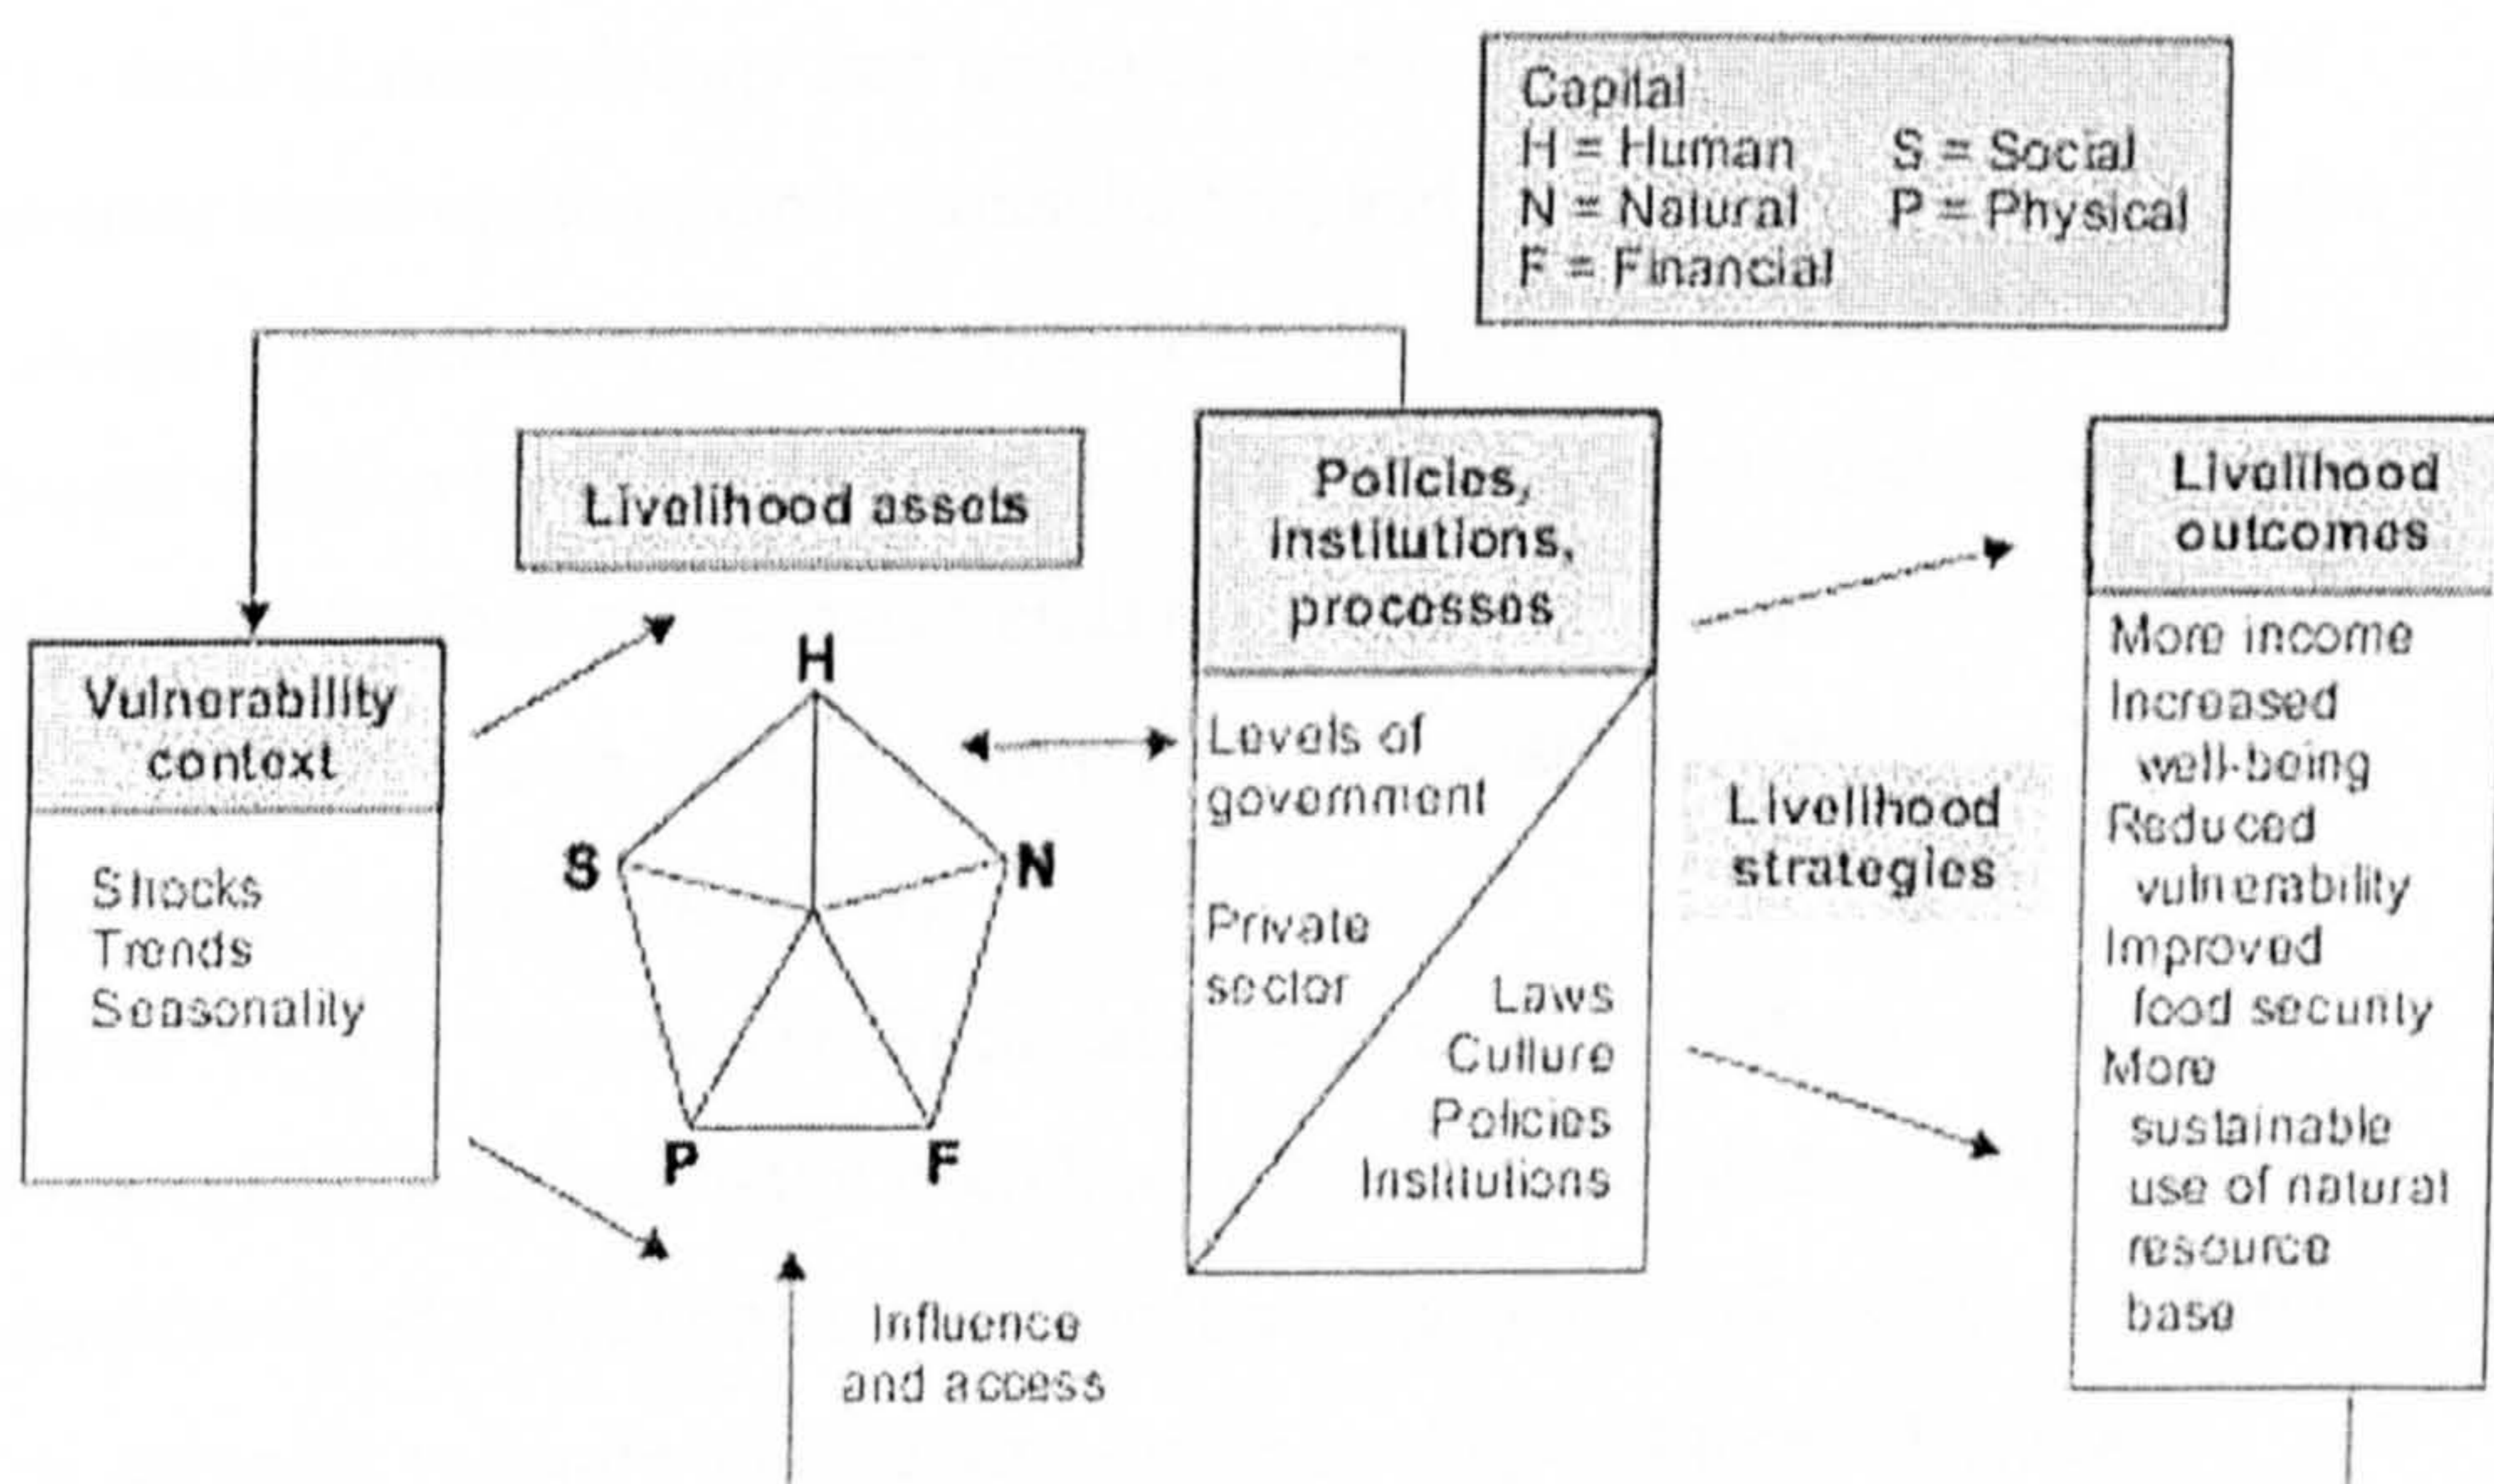 Capital
H = Human S = Social
N = Natural P = Physical
F = Financial
Livelihood assets
Policies,
institutions,
processes
Livelihood
outcomes
Vulnerability
context
Shocks
Trends
Seasonality
H
S
N
P
F
Levels of
government
Private
sector
Laws
Culture
Policies
Institutions
Livelihood
strategies
More income
Increased
well-being
Reduced
vulnerability
Improved
food security
More
sustainable
use of natural
resource
base
Influence
and access